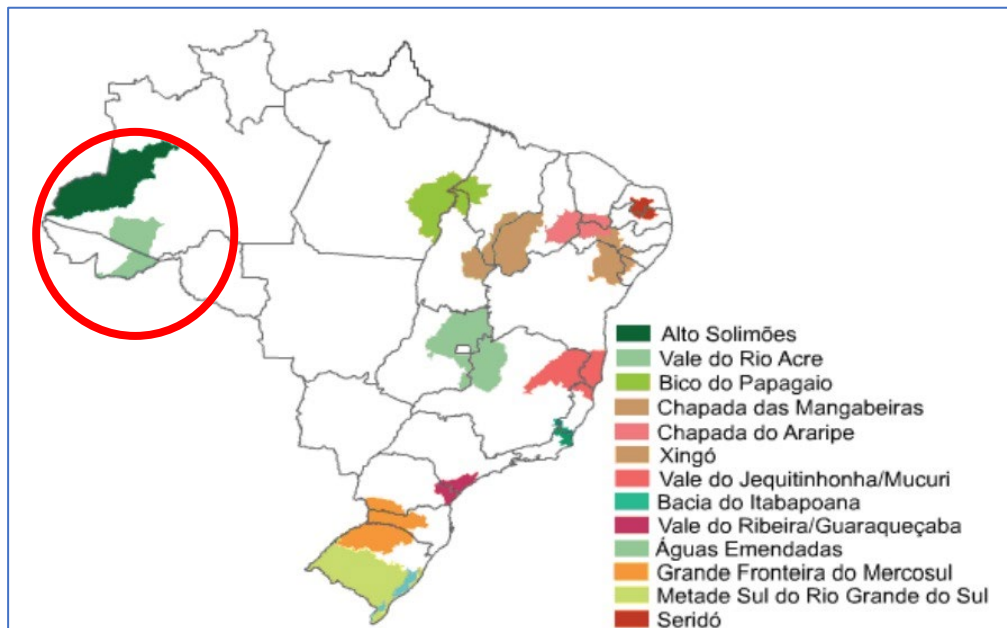 Alto Solimões
Vale do Rio Acre
Bico do Papagaio
Chapada das Mangabeiras
Chapada do Araripe
Xingó
Vale do Jequitinhonha/Mucuri
Bacia do Itabapoana
Vale do Ribeira/Guaraqueçaba
Águas Emendadas
Grande Fronteira do Mercosul
Metade Sul do Rio Grande do Sul
Seridó